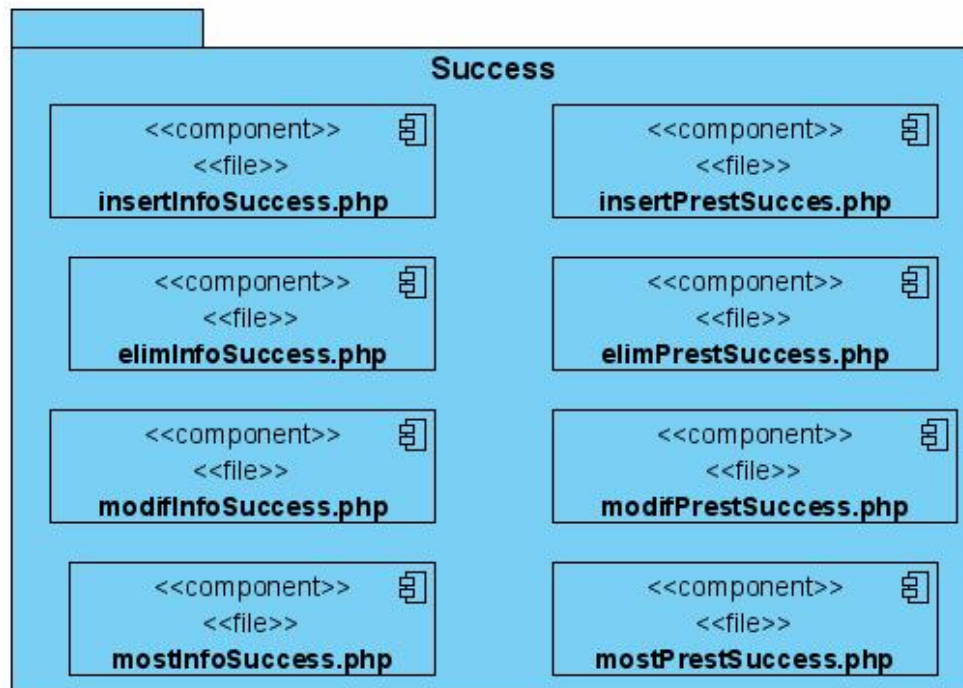 Success
<<component>>
<<file>>
insertInfoSuccess.php
<<component>>
<<file>>
insertPrestSucces.php
<<component>>
<<file>>
elimInfoSuccess.php
<<component>>
<<file>>
elimPrestSuccess.php
<<component>>
<<file>>
modifInfoSuccess.php
<<component>>
<<file>>
modifPrestSuccess.php
<<component>>
<<file>>
mostInfoSuccess.php
<<component>>
<<file>>
mostPrestSuccess.php